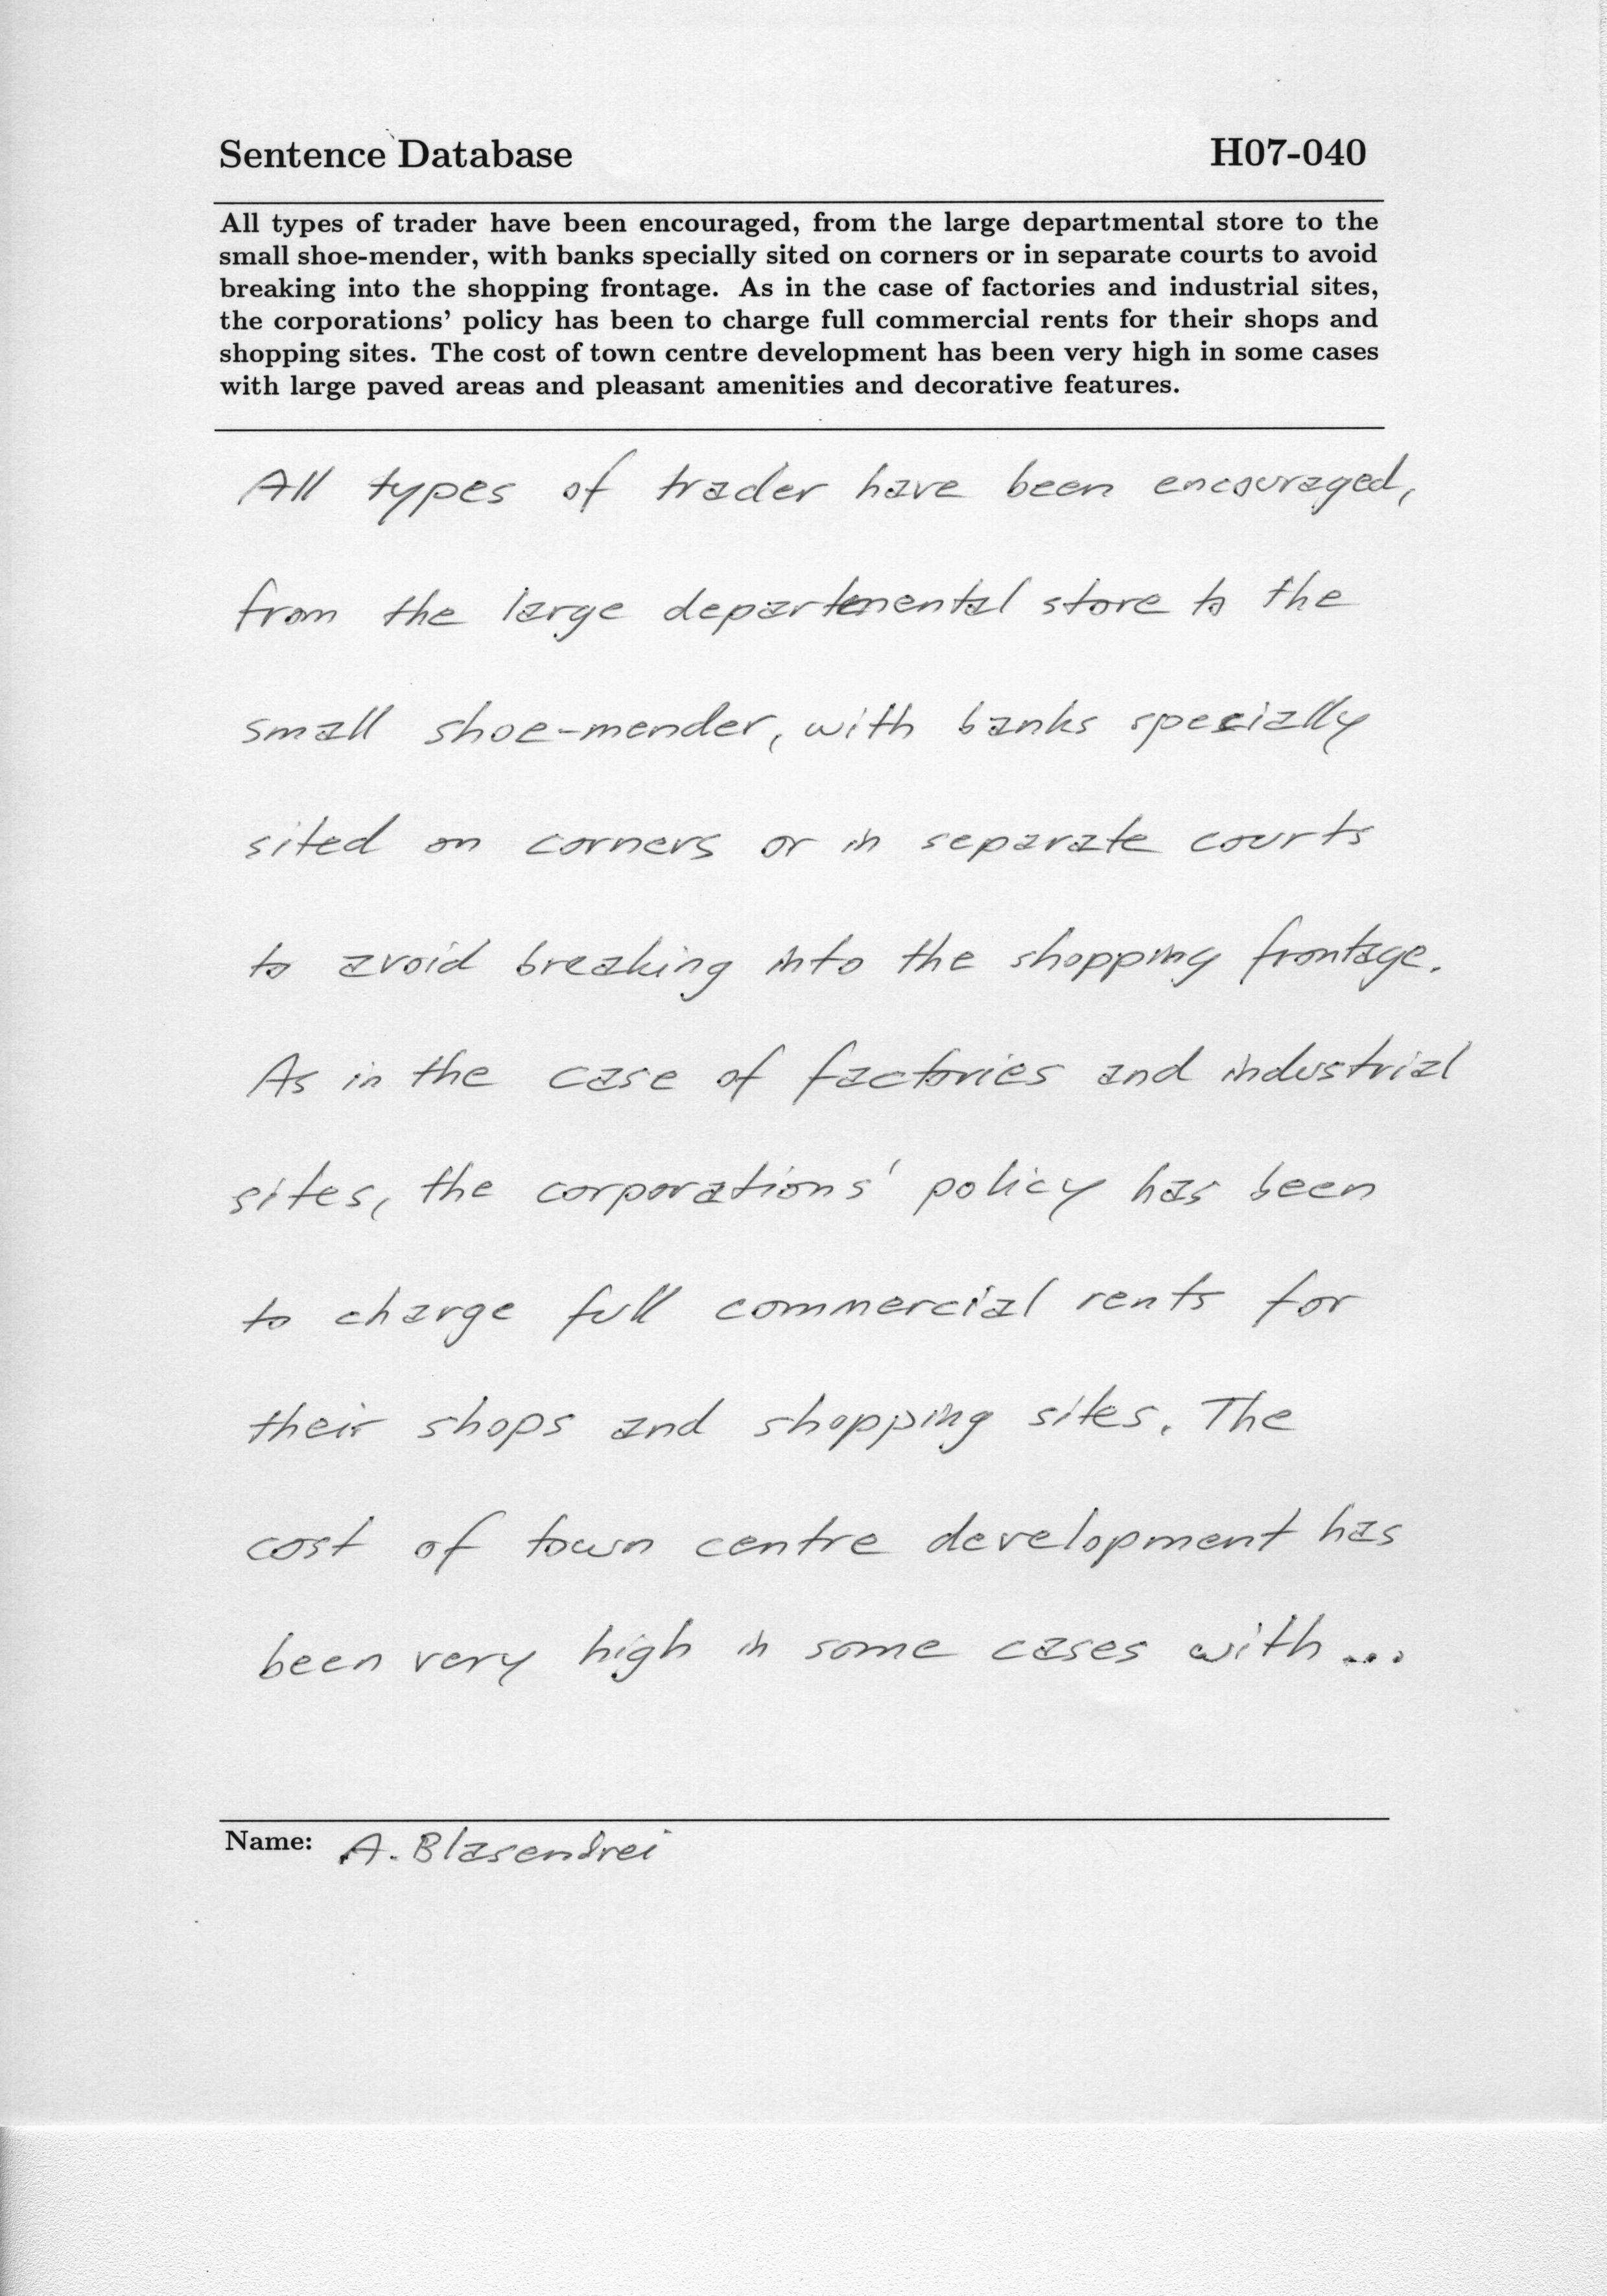 Sentence Database H07-040
All types of trader have been encouraged, from the large departmental store to the
small shoe-mender, with banks specially sited on corners or in separate courts to avoid
breaking into the shopping frontage. As in the case of factories and industrial sites,
the corporations' policy has been to charge full commercial rents for their shops and
shopping sites. The cost of town centre development has been very high in some cases
with large paved areas and pleasant amenities and decorative features.
All types of trader have been encouraged,
from the large departmental store to the
small shoe-mender, with banks specially
sited on corners or in separate courts
to avoid breaking into the shopping frontage.
As in the case of factories and industrial
sites, the corporations' policy has been
to charge full commercial rents for
their shops and shopping sites. The
cost of town centre development has
been very high in some cases with...
Name: A. Blasendrei